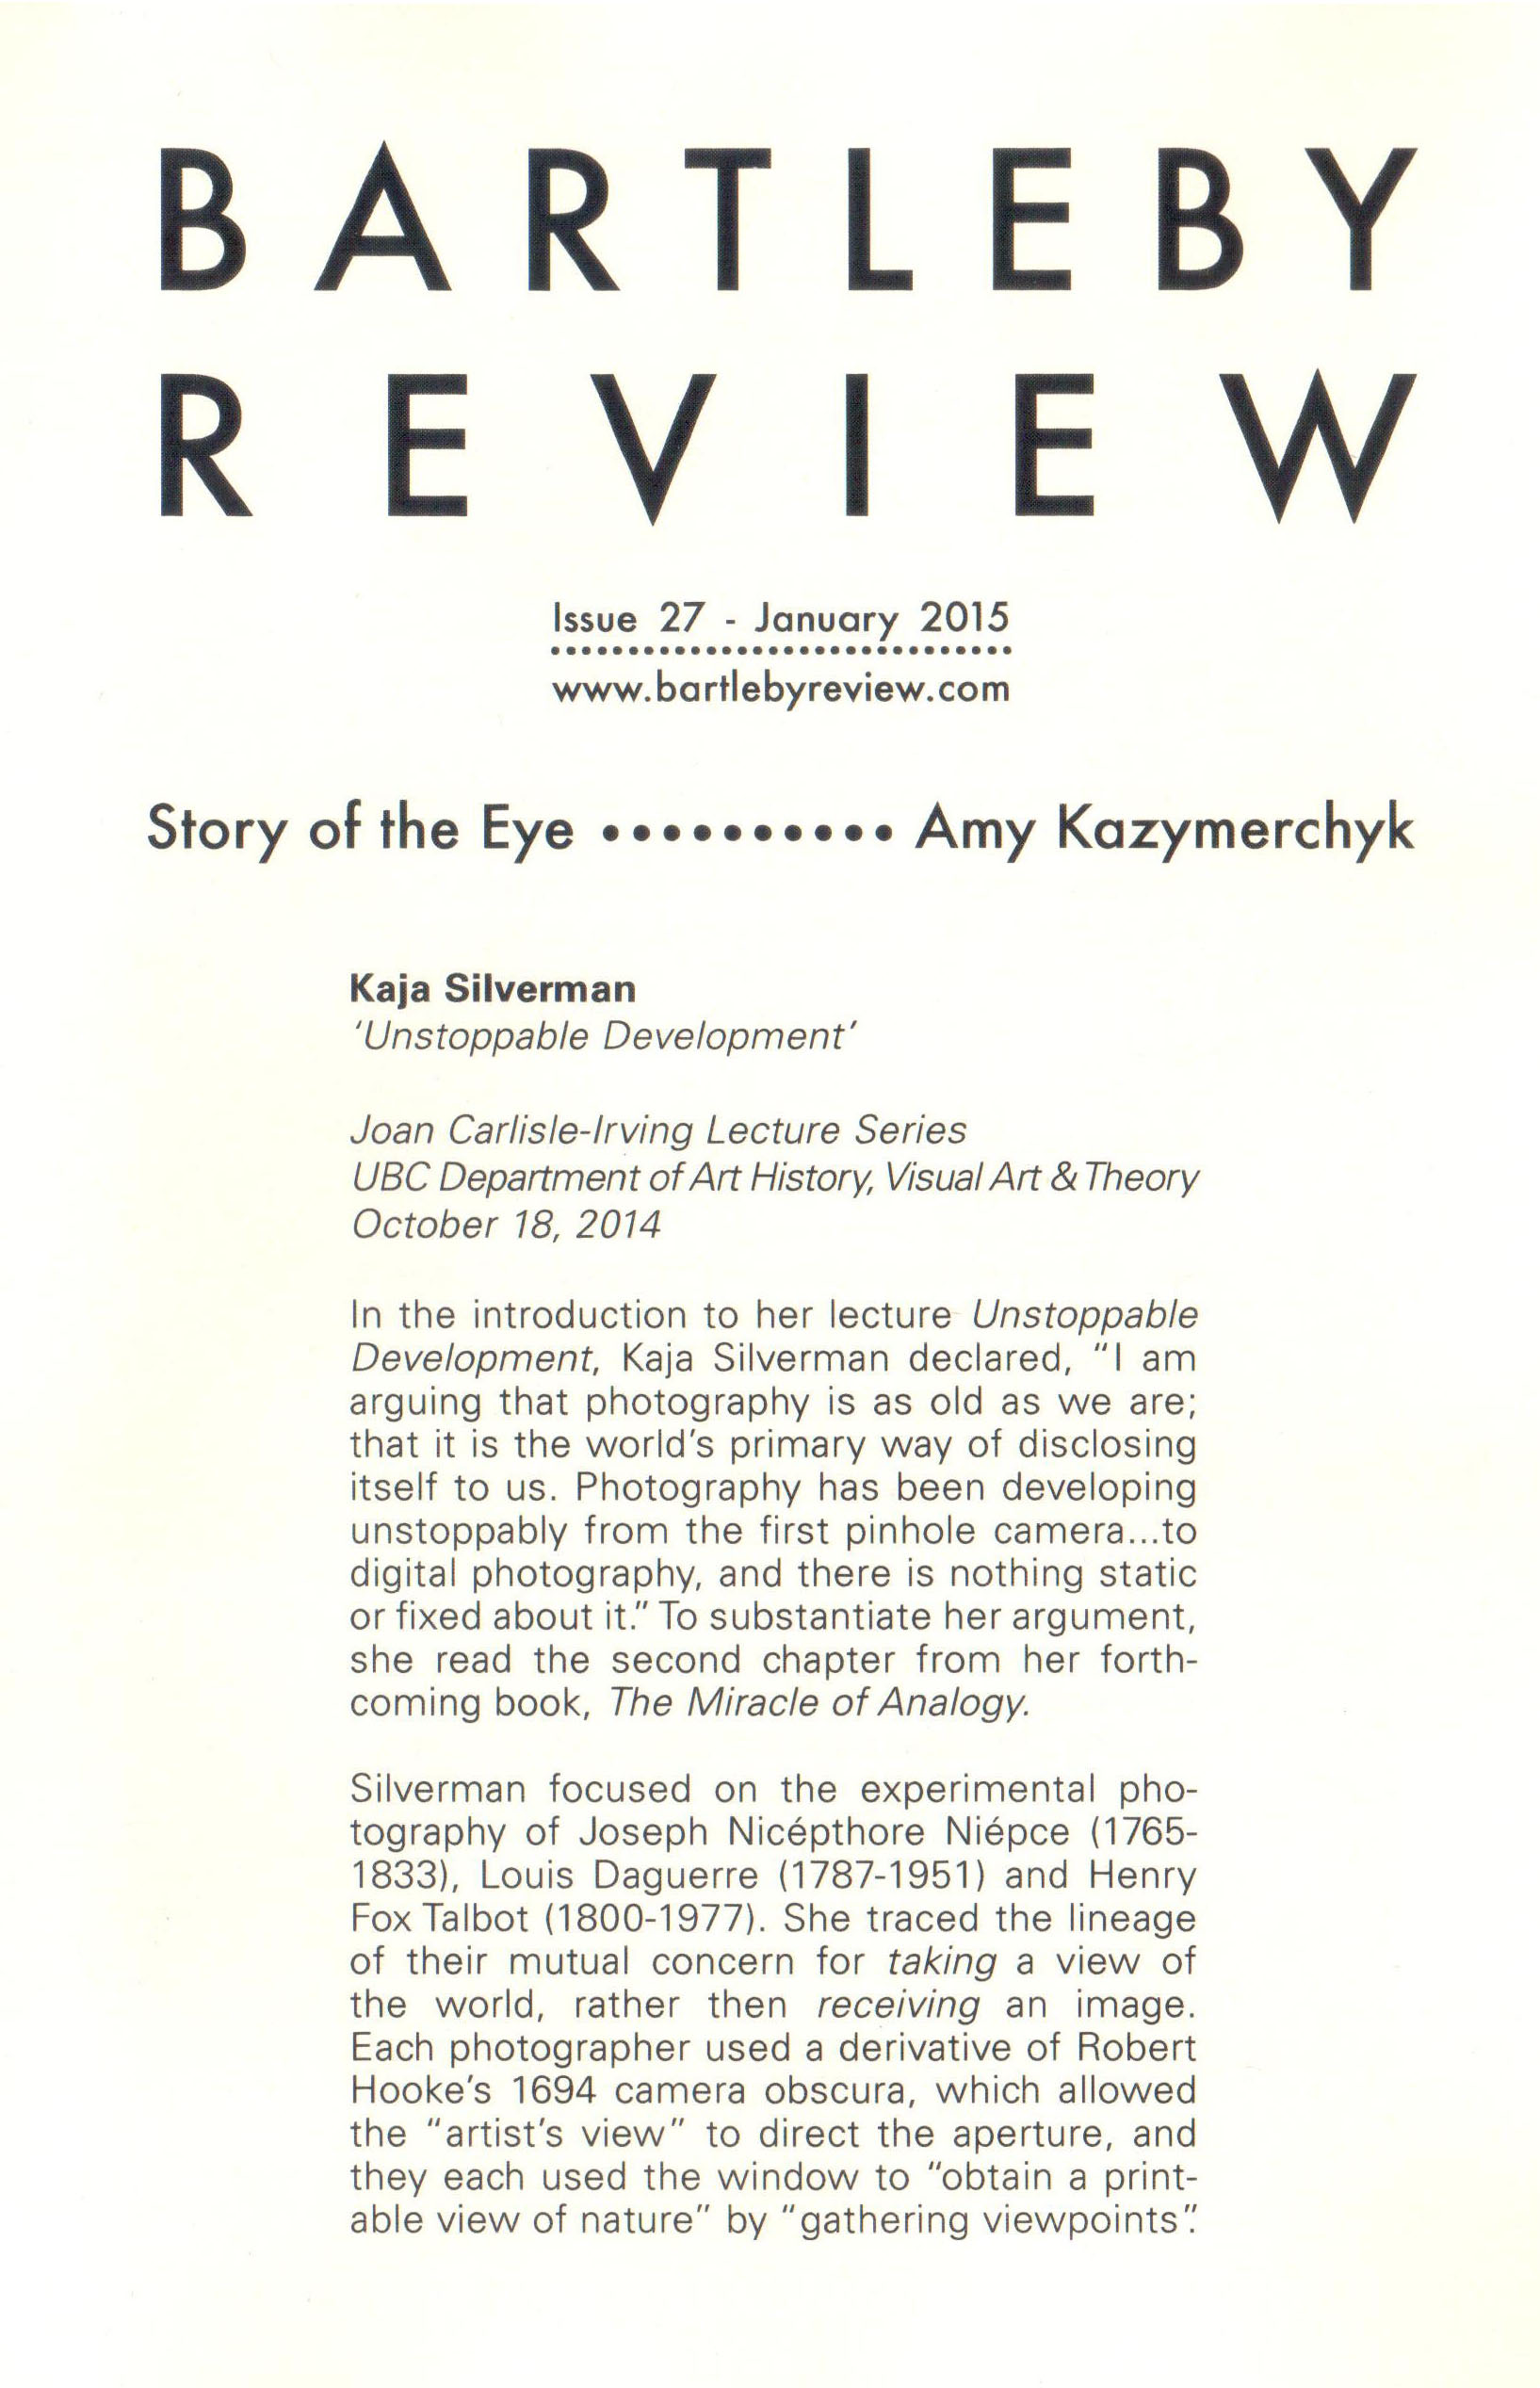 BARTLEBY
REVIEW
Issue 27 - January 2015
www.bartlebyreview.com
Story of the Eye •••••••••• Amy Kazymerchyk
Kaja Silverman
'Unstoppable Development'
Joan Carlisle-Irving Lecture Series
UBC Department of Art History, Visual Art & Theory
October 18, 2014
In the introduction to her lecture Unstoppable
Development, Kaja Silverman declared, "I am
arguing that photography is as old as we are;
that it is the world's primary way of disclosing
itself to us. Photography has been developing
unstoppably from the first pinhole camera...to
digital photography, and there is nothing static
or fixed about it." To substantiate her argument,
she read the second chapter from her forth-
coming book, The Miracle of Analogy.
Silverman focused on the experimental pho-
tography of Joseph Nicépthore Niépce (1765-
1833), Louis Daguerre (1787-1951) and Henry
Fox Talbot (1800-1977). She traced the lineage
of their mutual concern for taking a view of
the world, rather then receiving an image.
Each photographer used a derivative of Robert
Hooke's 1694 camera obscura, which allowed
the "artist's view" to direct the aperture, and
they each used the window to "obtain a print-
able view of nature" by "gathering viewpoints".